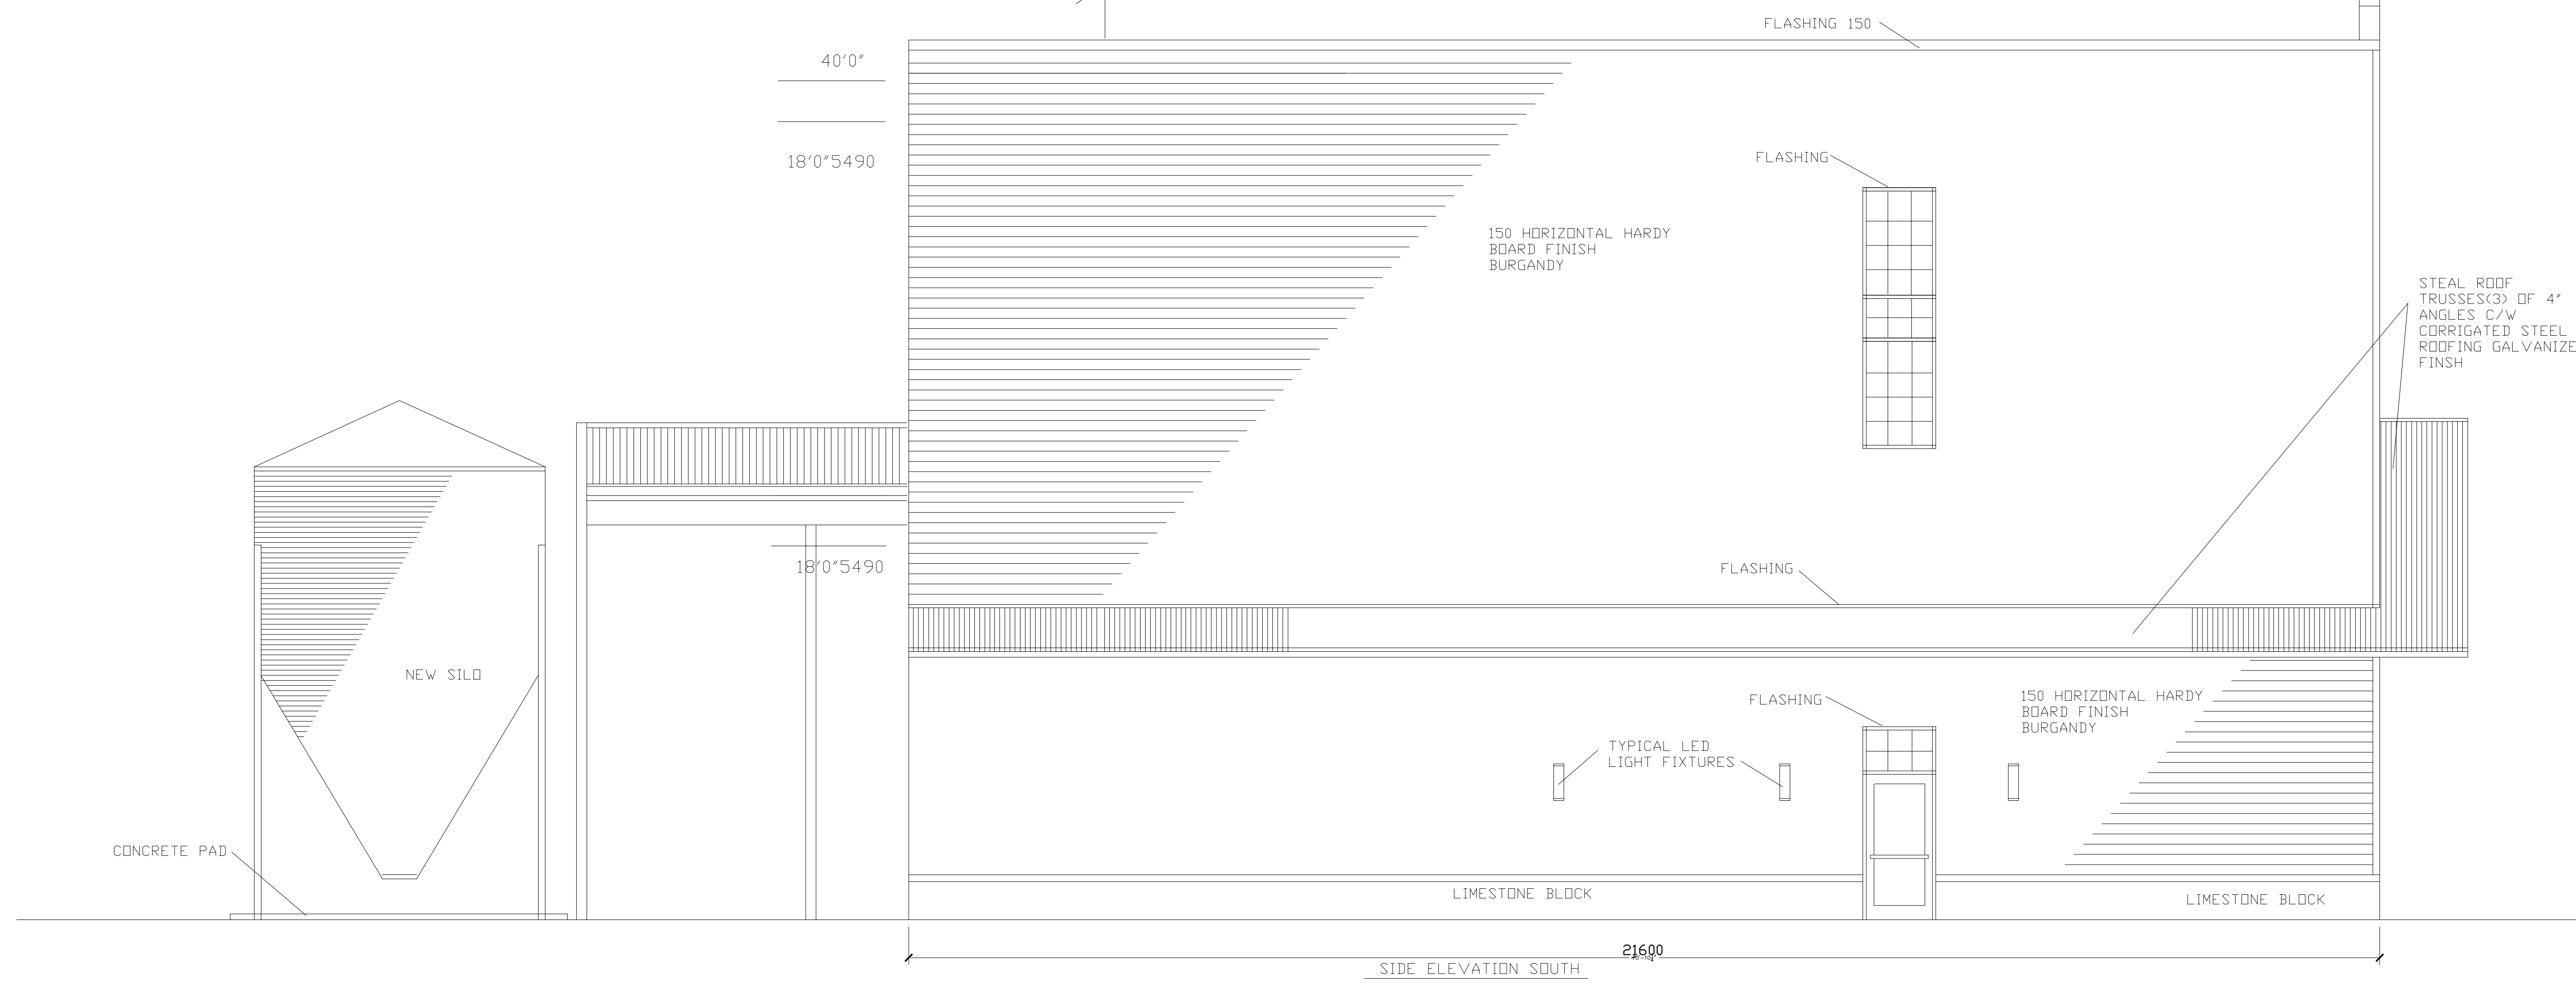 FLASHING 150
40'0"
18'0"5490
FLASHING
150 HORIZONTAL HARDY
BOARD FINISH
BURGANDY
STEAL ROOF
TRUSSES(3) OF 4"
ANGLES C/W
CORRIGATED STEEL
ROOFING GALVANIZE
FINSH
18'0"5490
FLASHING
NEW SILO
FLASHING
150 HORIZONTAL HARDY
BOARD FINISH
BURGANDY
TYPICAL LED
LIGHT FIXTURES
CONCRETE PAD
LIMESTONE BLOCK
LIMESTONE BLOCK
21600
SIDE ELEVATION SOUTH